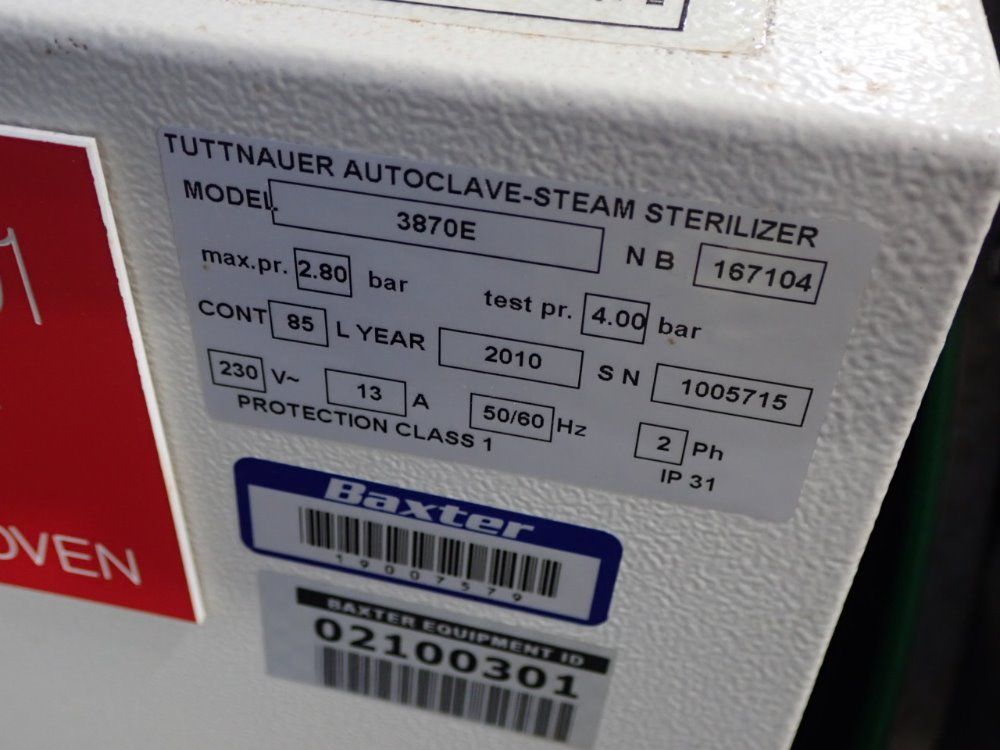 TUTTNAUER AUTOCLAVE-STEAM STERILIZER
MODEL. 3870E N B 167104
max.pr. 2.80 bar test pr. 4.00 bar
CONT 85 L YEAR 2010 S N 1005715
230 V~ 13 A 50/60 Hz 2 Ph
PROTECTION CLASS 1 IP 31
Baxter
19007579
BAXTER EQUIPMENT ID
02100301
OVEN